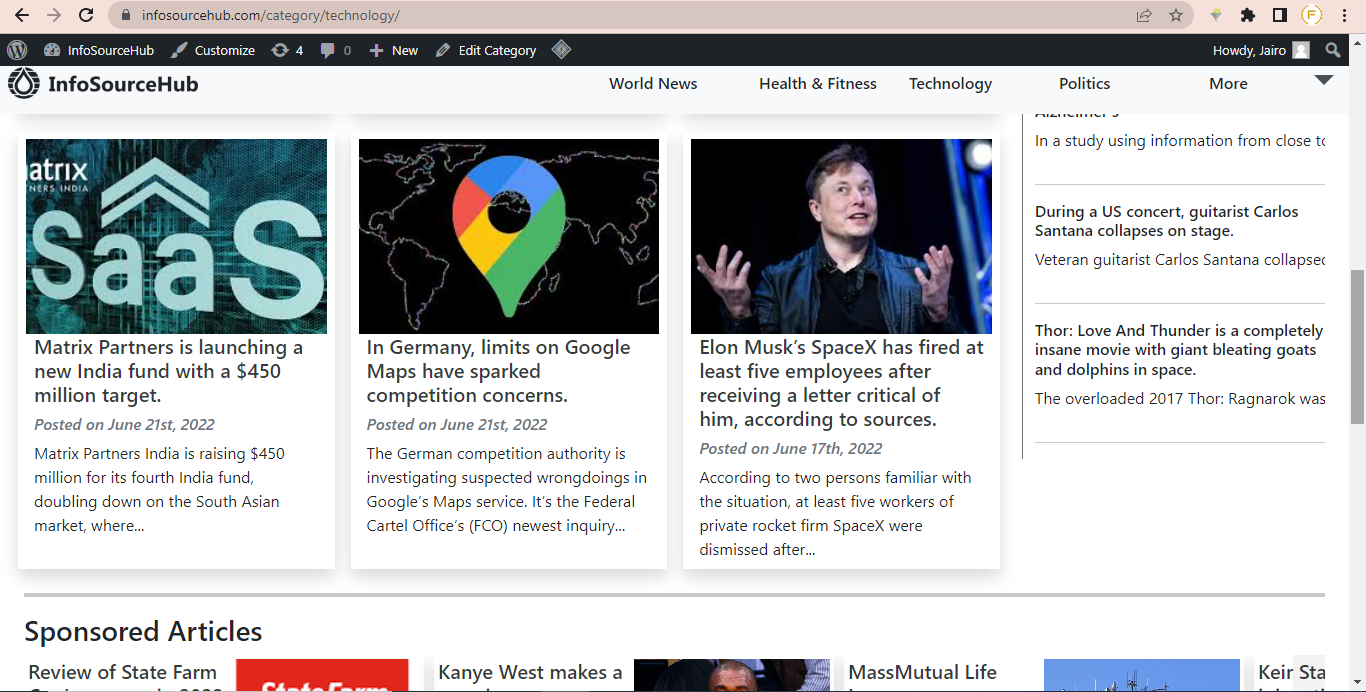 infosourcehub.com/category/technology/
F
InfoSourceHub
Customize
4
0
New
Edit Category
Howdy, Jairo
InfoSourceHub
World News
Health & Fitness
Technology
Politics
More
atrix
NERS INDIA
SaaS
Matrix Partners is launching a
new India fund with a $450
million target.
Posted on June 21st, 2022
Matrix Partners India is raising $450
million for its fourth India fund,
doubling down on the South Asian
market, where...
In Germany, limits on Google
Maps have sparked
competition concerns.
Posted on June 21st, 2022
The German competition authority is
investigating suspected wrongdoings in
Google’s Maps service. It’s the Federal
Cartel Office’s (FCO) newest inquiry...
Elon Musk’s SpaceX has fired at
least five employees after
receiving a letter critical of
him, according to sources.
Posted on June 17th, 2022
According to two persons familiar with
the situation, at least five workers of
private rocket firm SpaceX were
dismissed after...
Alzheimer's
In a study using information from close to
During a US concert, guitarist Carlos
Santana collapses on stage.
Veteran guitarist Carlos Santana collapsed
Thor: Love And Thunder is a completely
insane movie with giant bleating goats
and dolphins in space.
The overloaded 2017 Thor: Ragnarok was
Sponsored Articles
Review of State Farm
State Farm
Kanye West makes a
MassMutual Life
Keir Sta